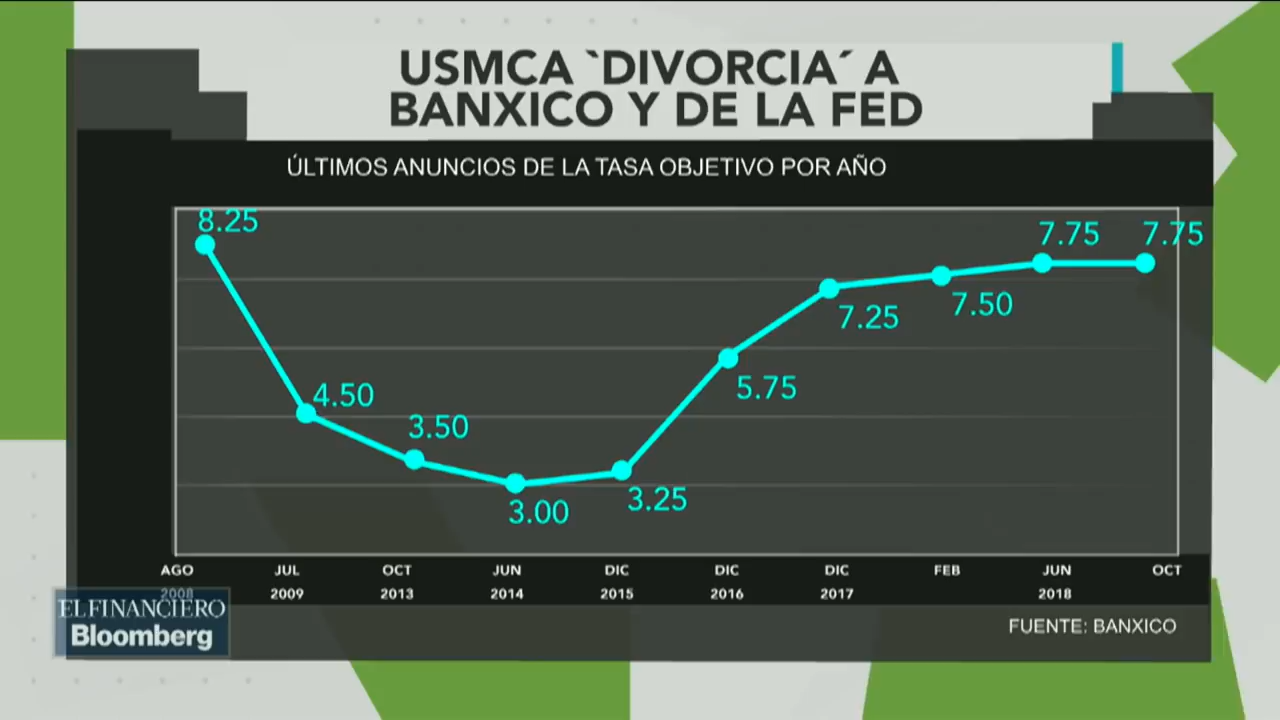 USMCA `DIVORCIA´ A
BANXICO Y DE LA FED
ÚLTIMOS ANUNCIOS DE LA TASA OBJETIVO POR AÑO
8.25
4.50
3.50
3.00
3.25
5.75
7.25
7.50
7.75
7.75
AGO JUL OCT JUN DIC DIC DIC FEB JUN OCT
2008 2009 2013 2014 2015 2016 2017 2018
EL FINANCIERO
Bloomberg
FUENTE: BANXICO